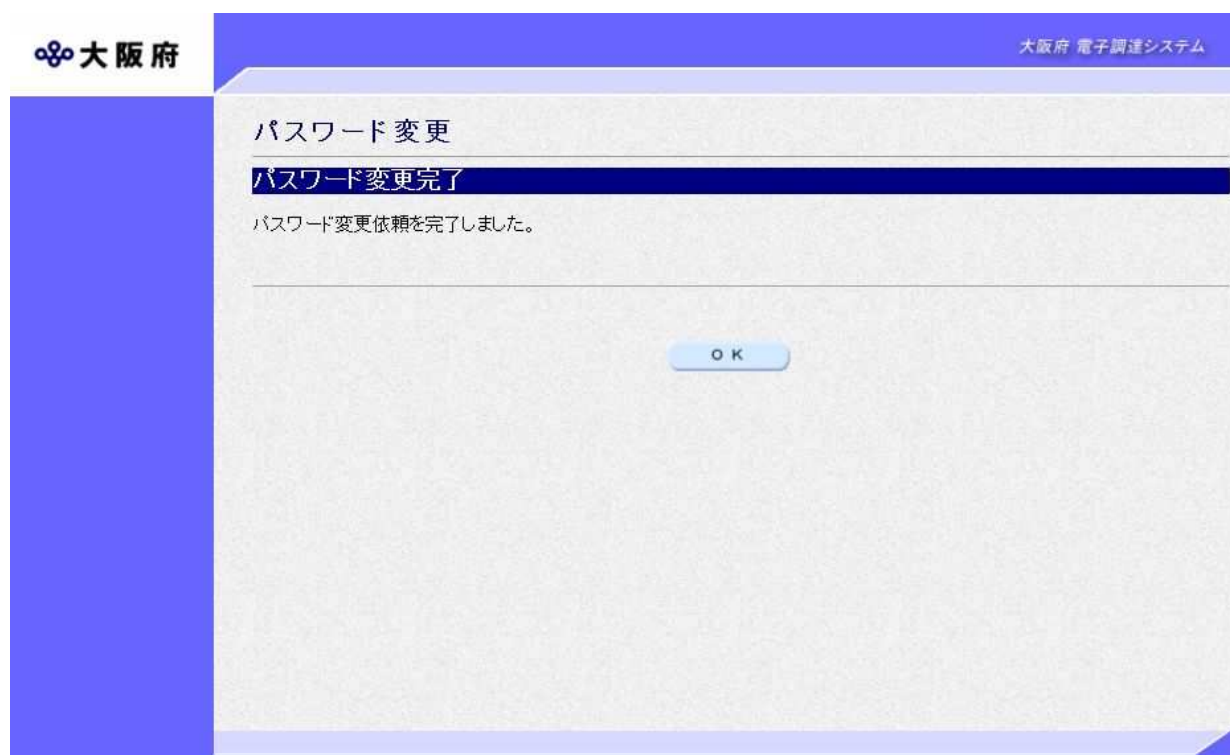 大阪府
大阪府 電子調達システム
パスワード変更
パスワード変更完了
パスワード変更依頼を完了しました。
OK